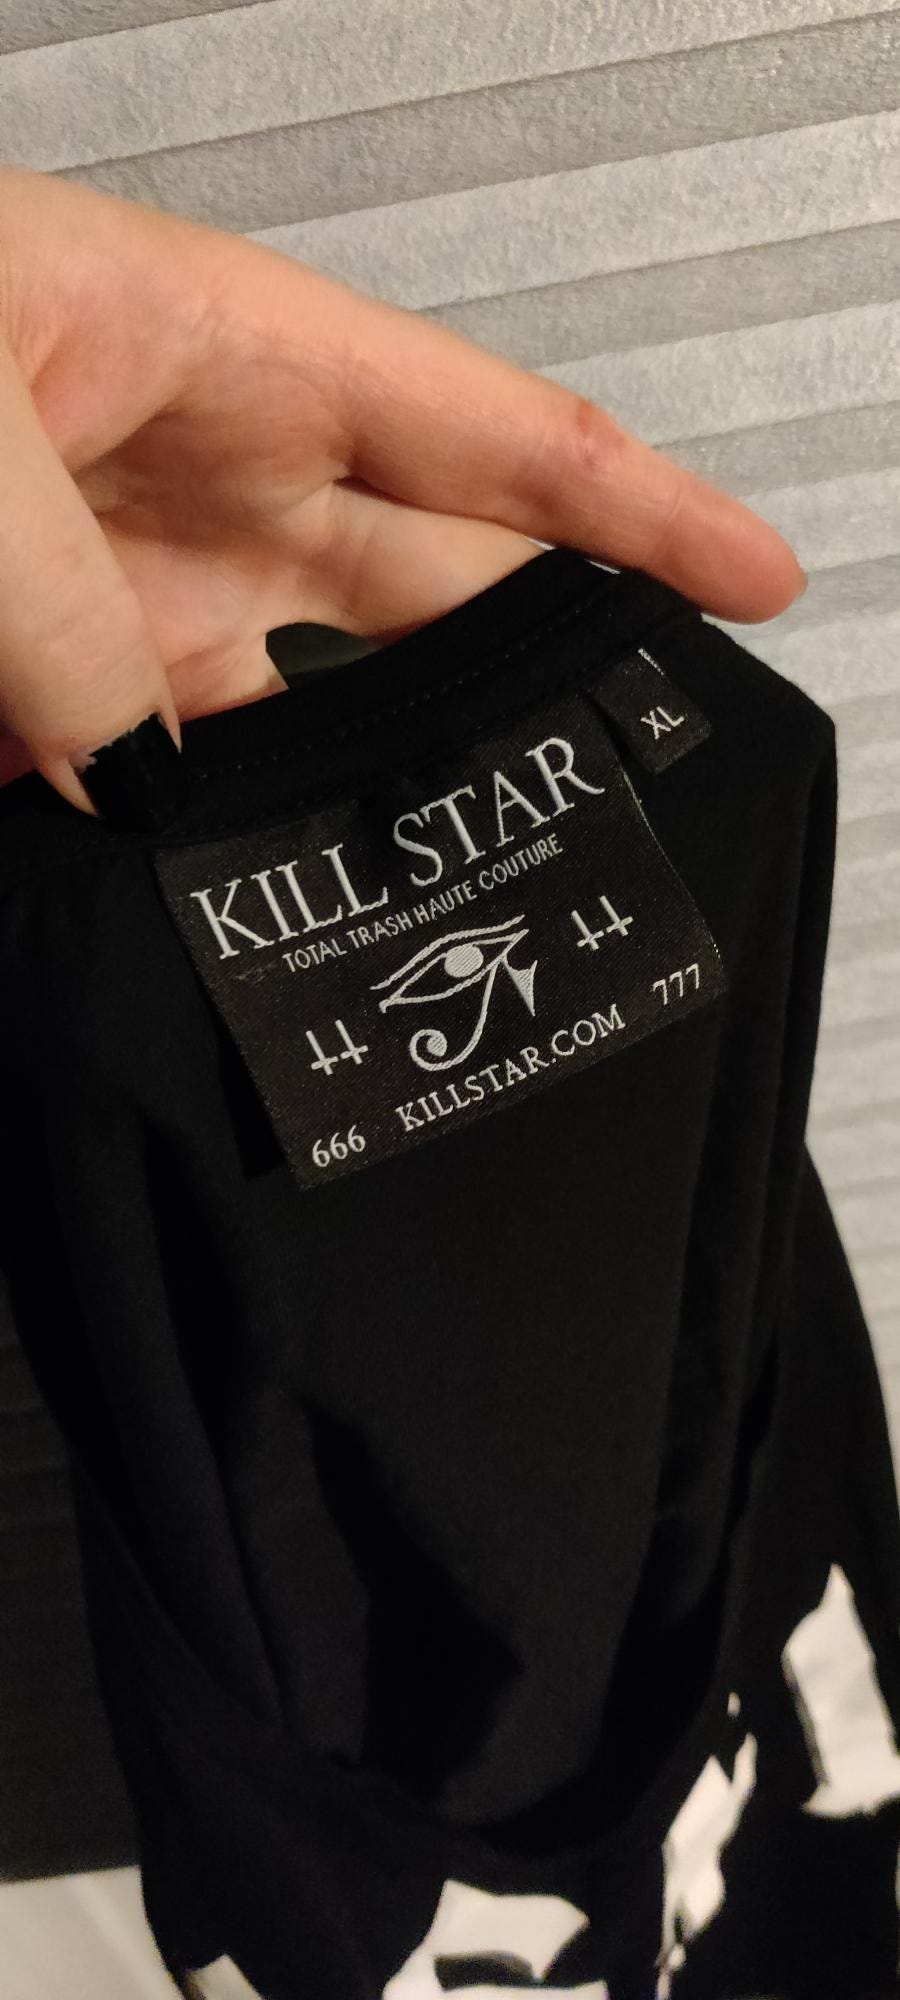 XL
KILL STAR
TOTAL TRASH HAUTE COUTURE
666 KILLSTAR.COM 777